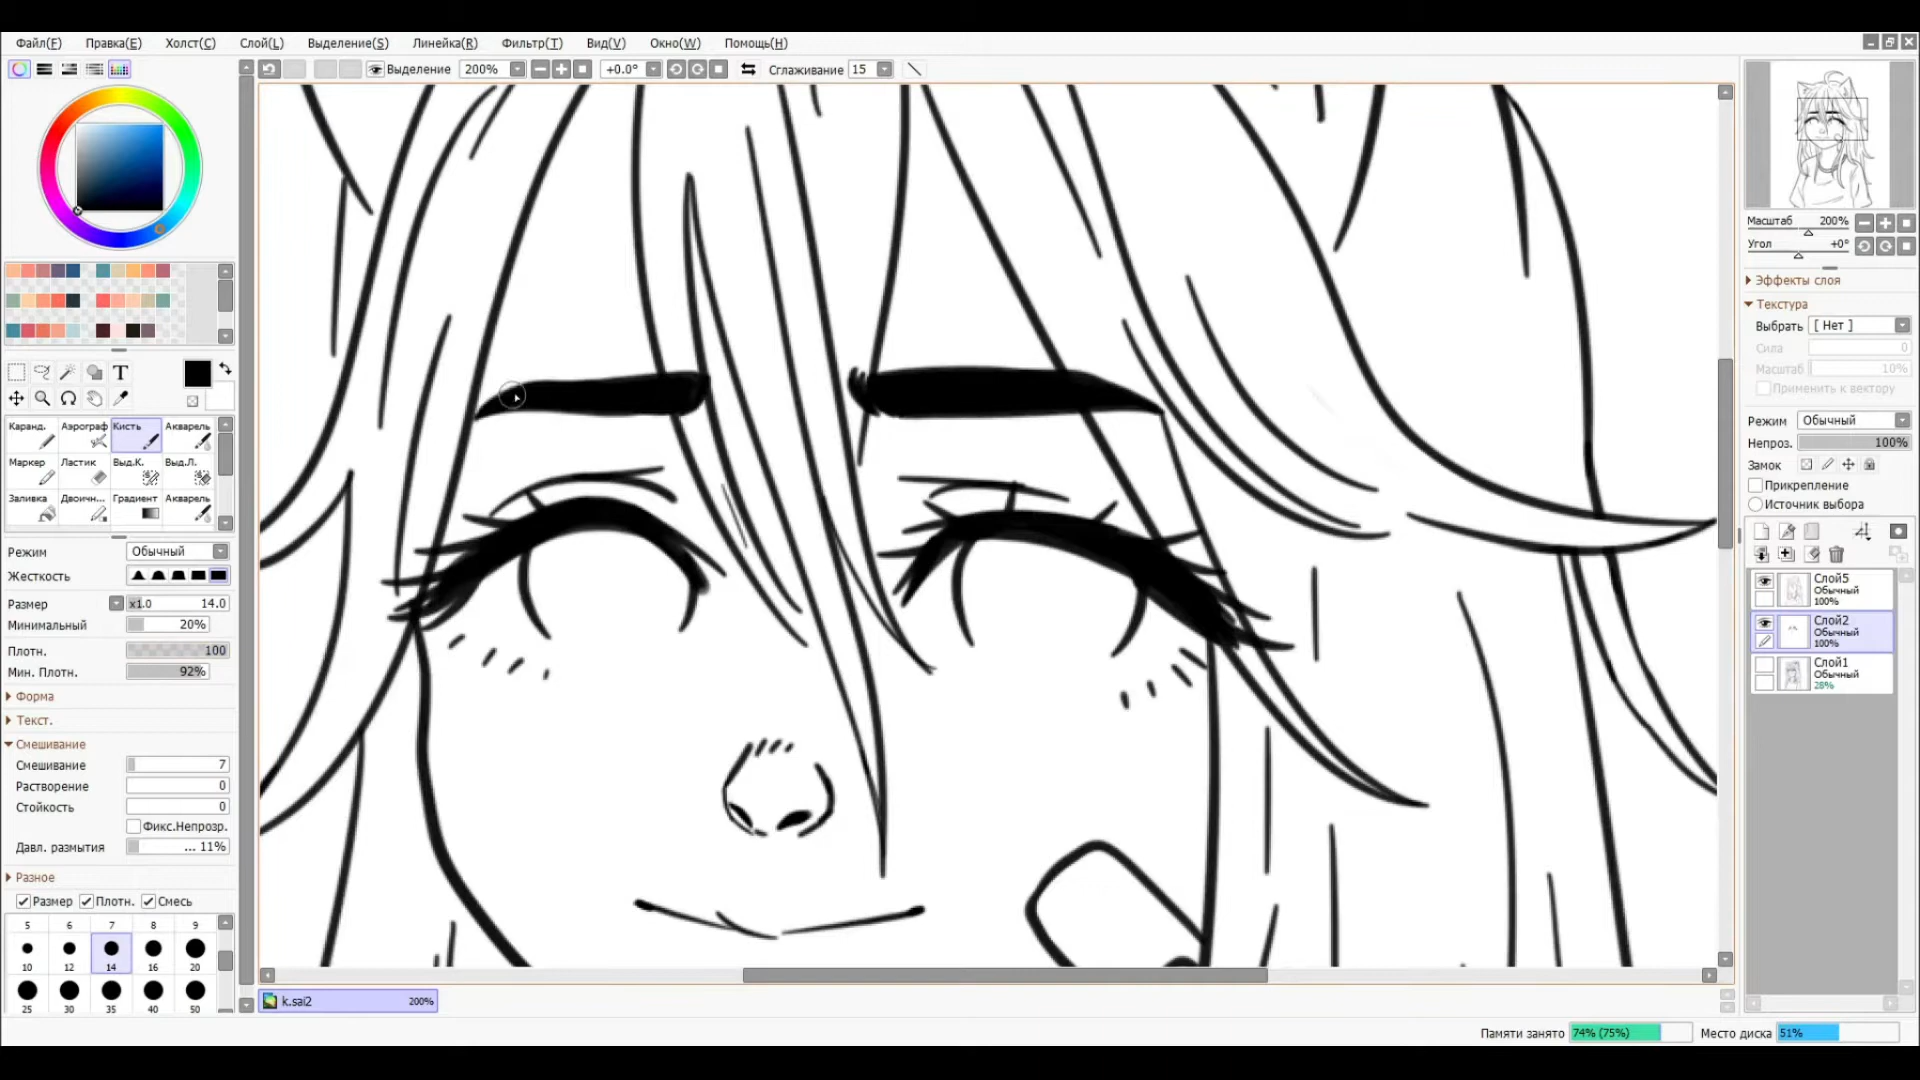 Файл(F) Правка(E) Холст(C) Слой(L) Выделение(S) Линейка(R) Фильтр(T) Вид(V) Окно(W) Помощь(H)
Выделение 200% +0.0° Сглаживание 15
Масштаб 200%
Угол +0°
Эффекты слоя
Текстура
Выбрать [ Нет ]
Сила 0
Масштаб 10%
Применить к вектору
Режим Обычный
Непроз. 100%
Замок
Прикрепление
Источник выбора
Слой5
Обычный
100%
Слой2
Обычный
100%
Слой1
Обычный
28%
T
Каранд. Аэрограф Кисть Акварель
Маркер Ластик Выд.К. Выд.Л.
Заливка Двоичн... Градиент Акварель
Режим Обычный
Жесткость
Размер x1.0 14.0
Минимальный 20%
Плотн. 100
Мин. Плотн. 92%
Форма
Текст.
Смешивание
Смешивание 7
Растворение 0
Стойкость 0
Фикс.Непрозр.
Давл. размытия ... 11%
Разное
Размер Плотн. Смесь
5 6 7 8 9
10 12 14 16 20
25 30 35 40 50
k.sai2 200%
Памяти занято 74% (75%) Место диска 51%